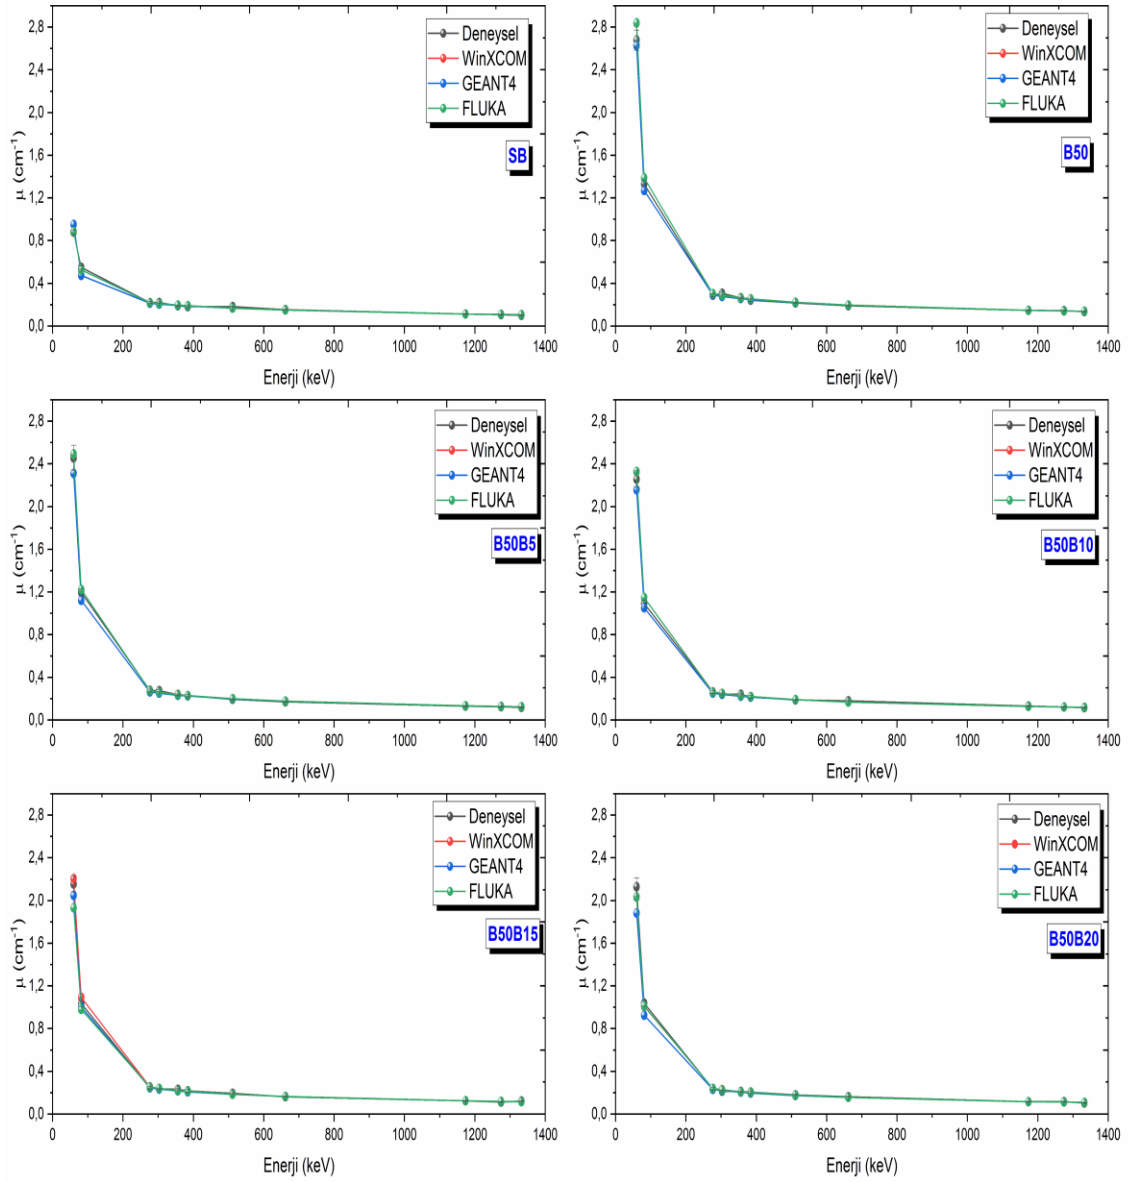 2,8
2,4
2,0
1,6
1,2
0,8
0,4
0,0
μ (cm⁻¹)
0 200 400 600 800 1000 1200 1400
Enerji (keV)
Deneysel
WinXCOM
GEANT4
FLUKA
SB
2,8
2,4
2,0
1,6
1,2
0,8
0,4
0,0
μ (cm⁻¹)
0 200 400 600 800 1000 1200 1400
Enerji (keV)
Deneysel
WinXCOM
GEANT4
FLUKA
B50
2,8
2,4
2,0
1,6
1,2
0,8
0,4
0,0
μ (cm⁻¹)
0 200 400 600 800 1000 1200 1400
Enerji (keV)
Deneysel
WinXCOM
GEANT4
FLUKA
B50B5
2,8
2,4
2,0
1,6
1,2
0,8
0,4
0,0
μ (cm⁻¹)
0 200 400 600 800 1000 1200 1400
Enerji (keV)
Deneysel
WinXCOM
GEANT4
FLUKA
B50B10
2,8
2,4
2,0
1,6
1,2
0,8
0,4
0,0
μ (cm⁻¹)
0 200 400 600 800 1000 1200 1400
Enerji (keV)
Deneysel
WinXCOM
GEANT4
FLUKA
B50B15
2,8
2,4
2,0
1,6
1,2
0,8
0,4
0,0
μ (cm⁻¹)
0 200 400 600 800 1000 1200 1400
Enerji (keV)
Deneysel
WinXCOM
GEANT4
FLUKA
B50B20